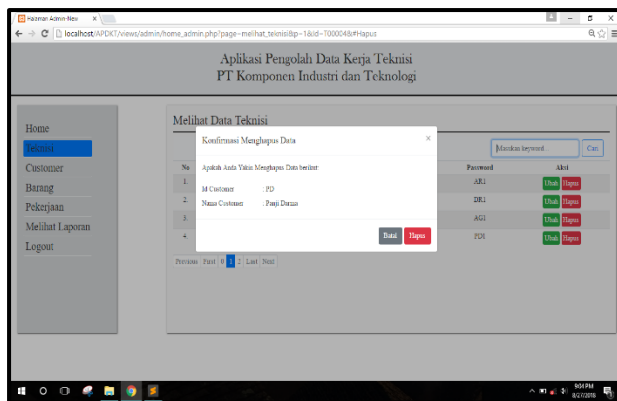 Halaman Admin-New
localhost/APDKT/views/admin/home_admin.php?page=melihat_teknisi&p=1&id=T00004&#Hapus
Aplikasi Pengolah Data Kerja Teknisi
PT Komponen Industri dan Teknologi
Home
Teknisi
Customer
Barang
Pekerjaan
Melihat Laporan
Logout
Melihat Data Teknisi
Konfirmasi Menghapus Data
×
Apakah Anda Yakin Menghapus Data berikut:
Id Customer : PD
Nama Customer : Panji Darma
Batal Hapus
Masukan keyword... Cari
No Password Aksi
1. AR1 Ubah Hapus
2. DR1 Ubah Hapus
3. AG1 Ubah Hapus
4. PD1 Ubah Hapus
Previous First 0 1 2 Last Next
9:04 PM
8/27/2018